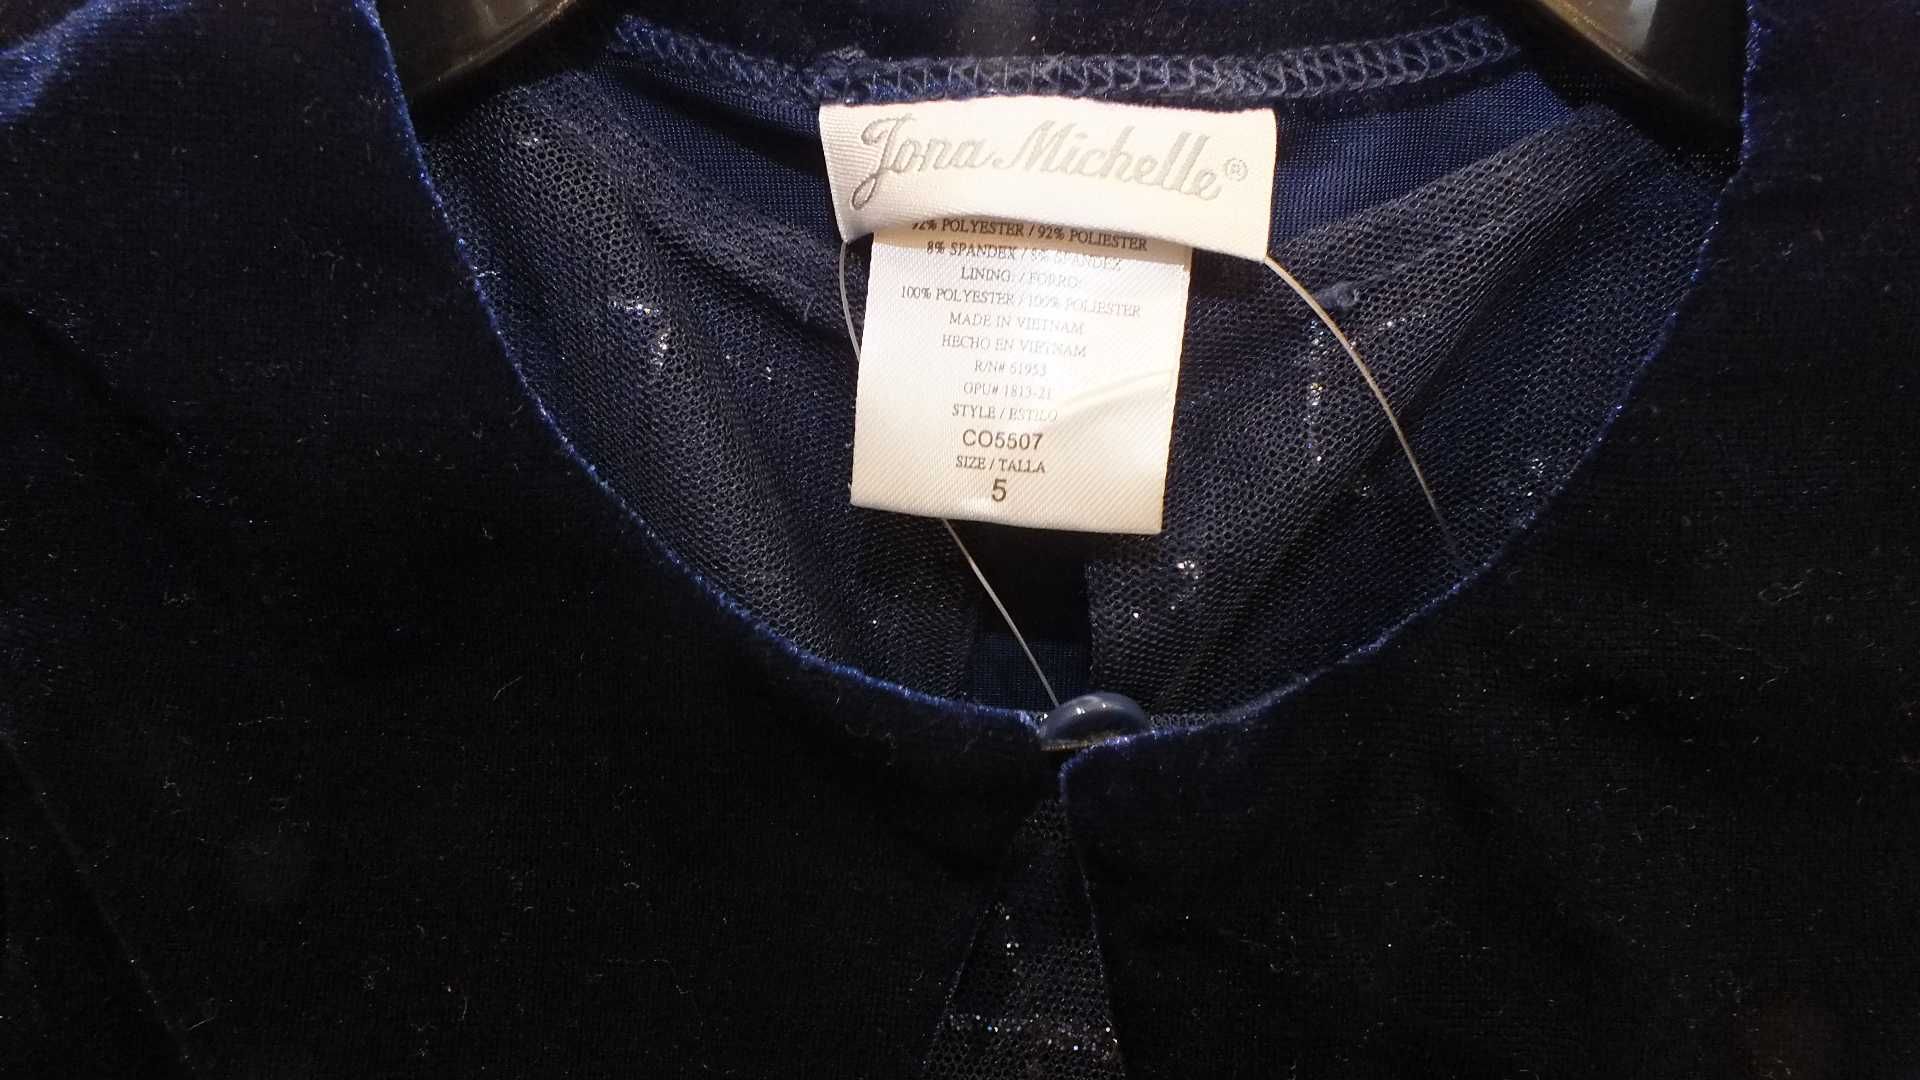 Jona Michelle®
92% POLYESTER / 92% POLIESTER
8% SPANDEX / 8% SPANDEX
LINING: / FORRO:
100% POLYESTER / 100% POLIESTER
MADE IN VIETNAM
HECHO EN VIETNAM
R/N# 61953
OPU# 1813-21
STYLE / ESTILO
CO5507
SIZE / TALLA
5